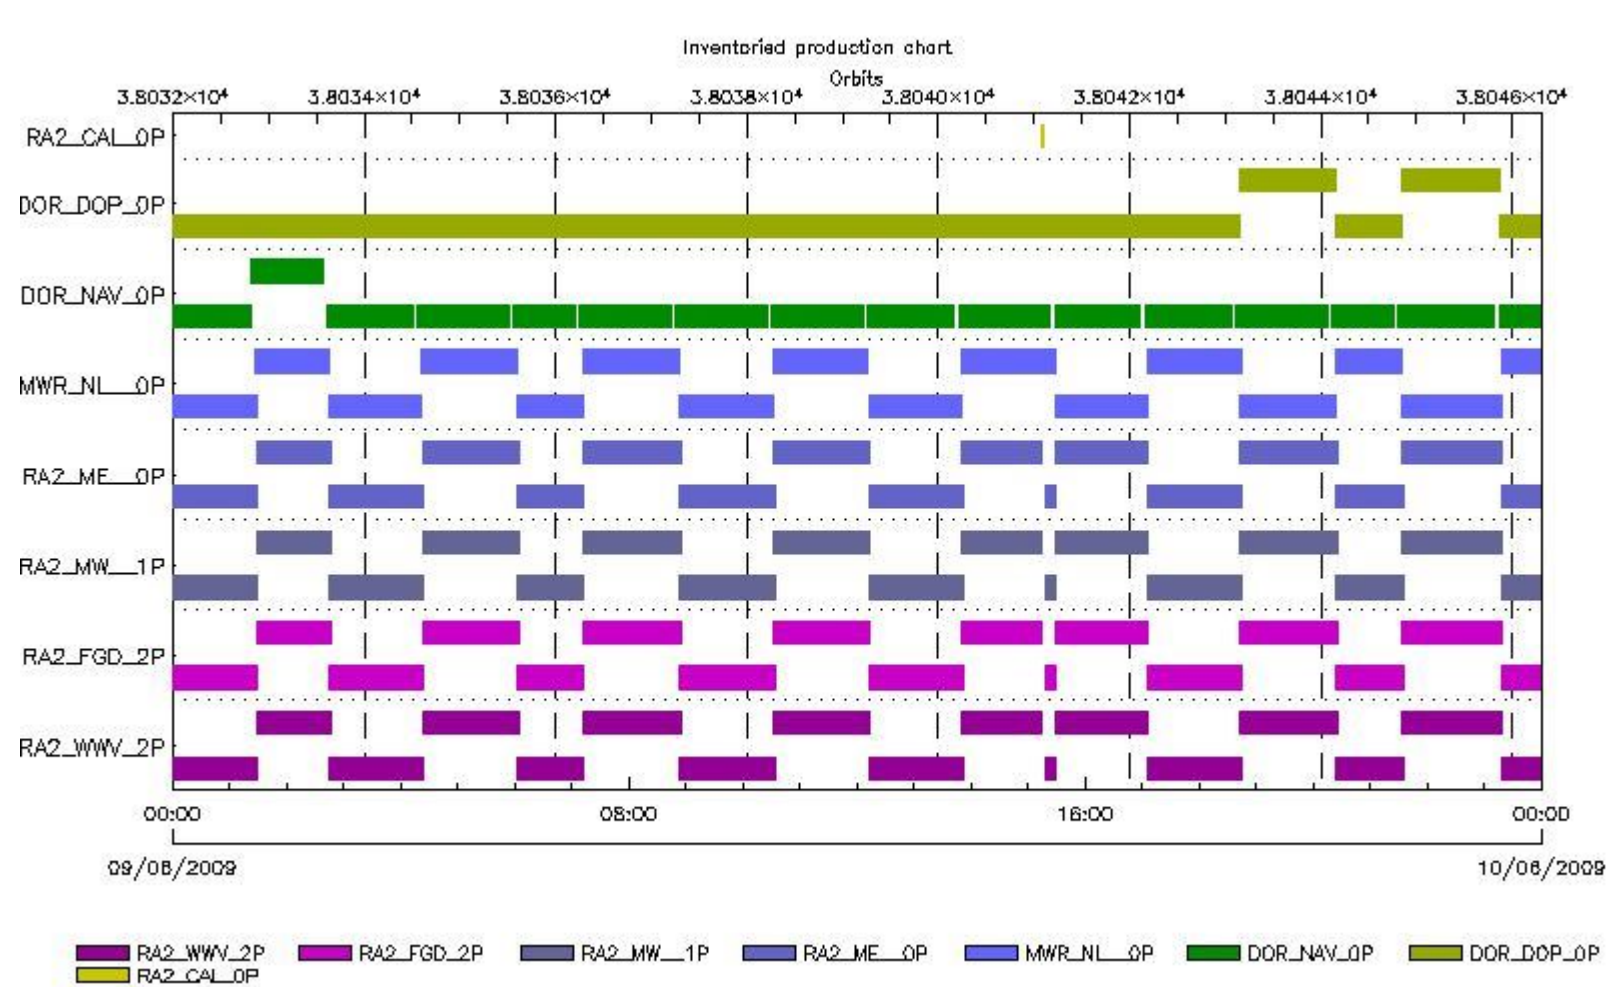 Inventoried production chart
Orbits
3.8032×10⁴ 3.8034×10⁴ 3.8036×10⁴ 3.8038×10⁴ 3.8040×10⁴ 3.8042×10⁴ 3.8044×10⁴ 3.8046×10⁴
RA2_CAL_0P
DOR_DOP_0P
DOR_NAV_0P
MWR_NL__0P
RA2_ME__0P
RA2_MW__1P
RA2_FGD_2P
RA2_WWV_2P
00:00 08:00 16:00 00:00
09/06/2009 10/06/2009
RA2_WWV_2P RA2_FGD_2P RA2_MW__1P RA2_ME__0P MWR_NL__0P DOR_NAV_0P DOR_DOP_0P
RA2_CAL_0P